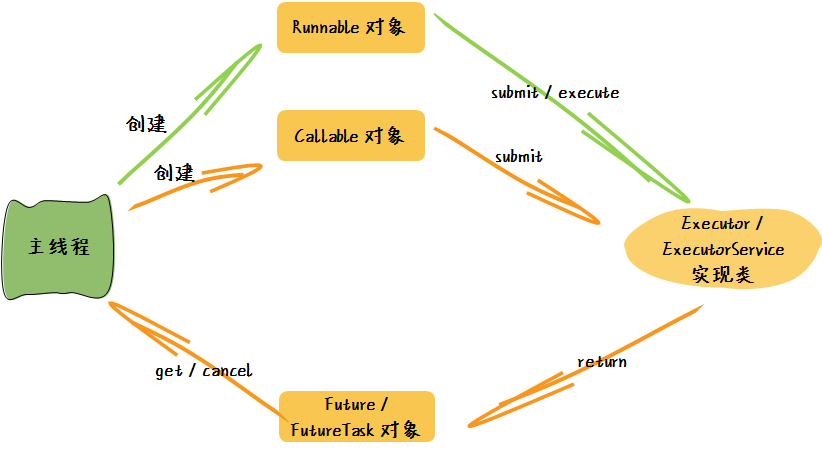 Runnable 对象
submit / execute
创建
Callable 对象
submit
创建
主线程
Executor /
ExecutorService
实现类
return
get / cancel
Future /
FutureTask 对象